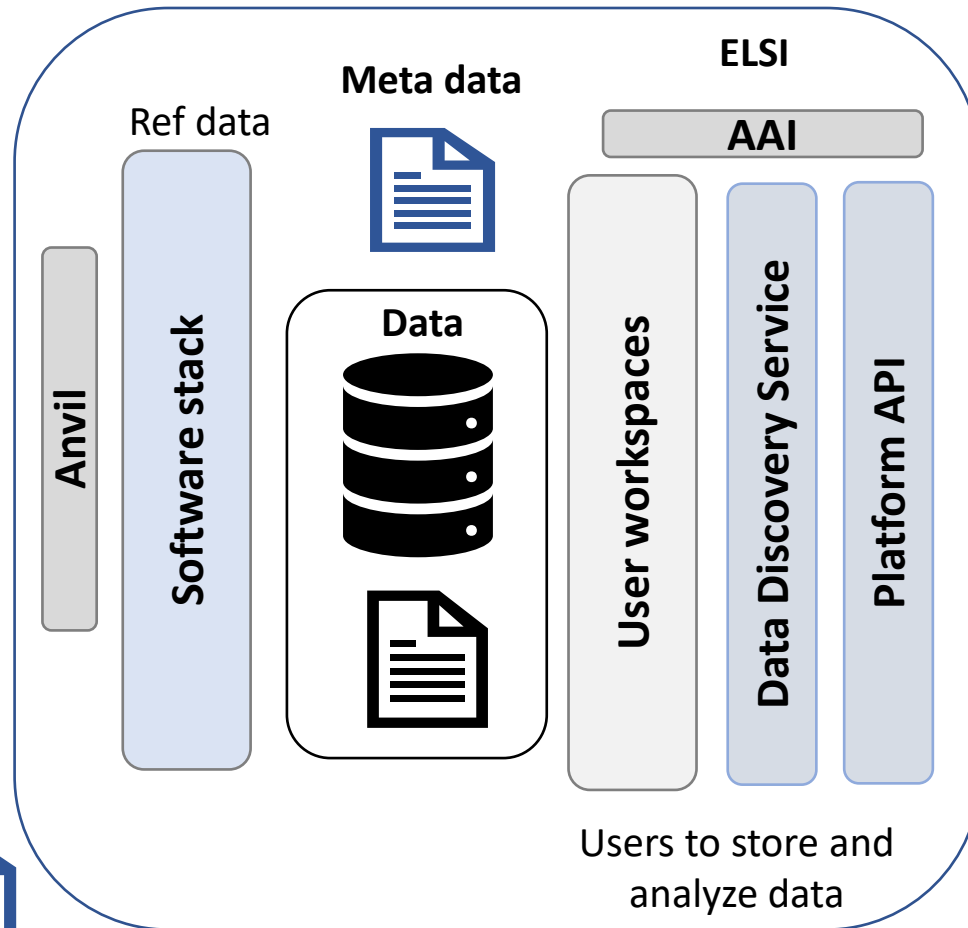 ELSI
Meta data
Ref data
AAI
Anvil
Software stack
Data
User workspaces
Data Discovery Service
Platform API
Users to store and
analyze data